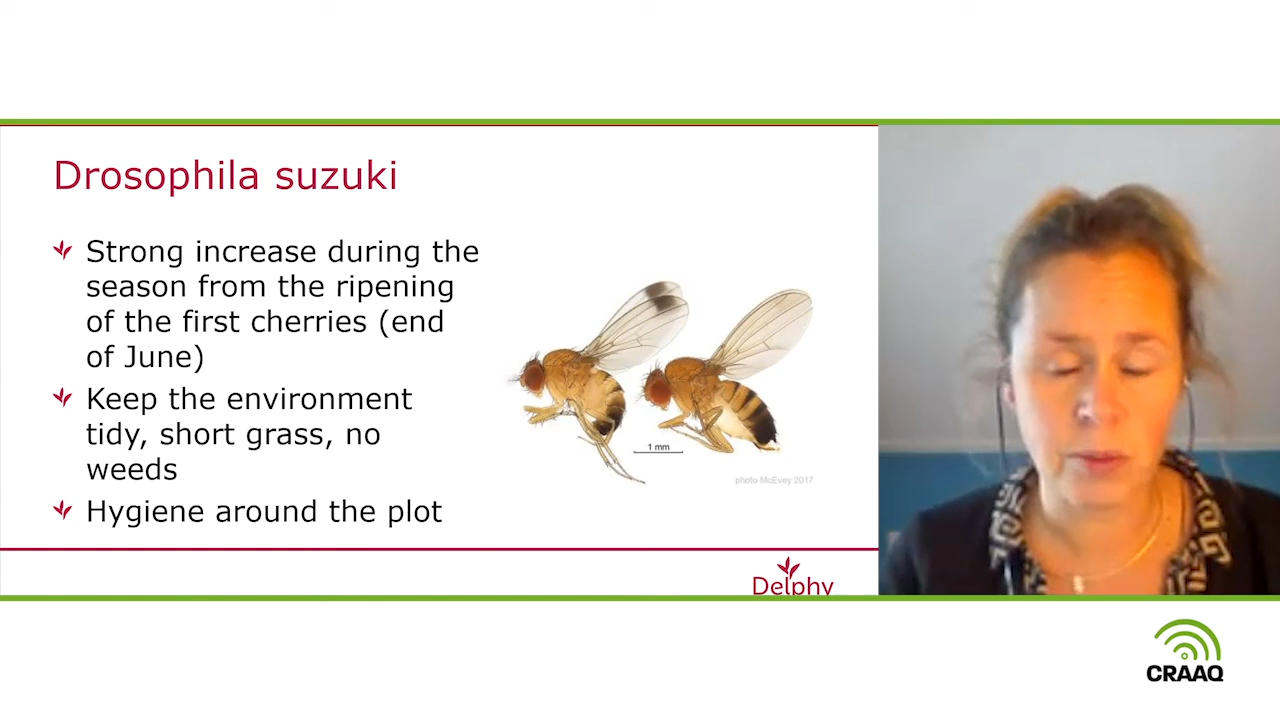 Drosophila suzuki
Strong increase during the
season from the ripening
of the first cherries (end
of June)
Keep the environment
tidy, short grass, no
weeds
Hygiene around the plot
1 mm
photo McEvey 2017
Delphy
CRAAQ